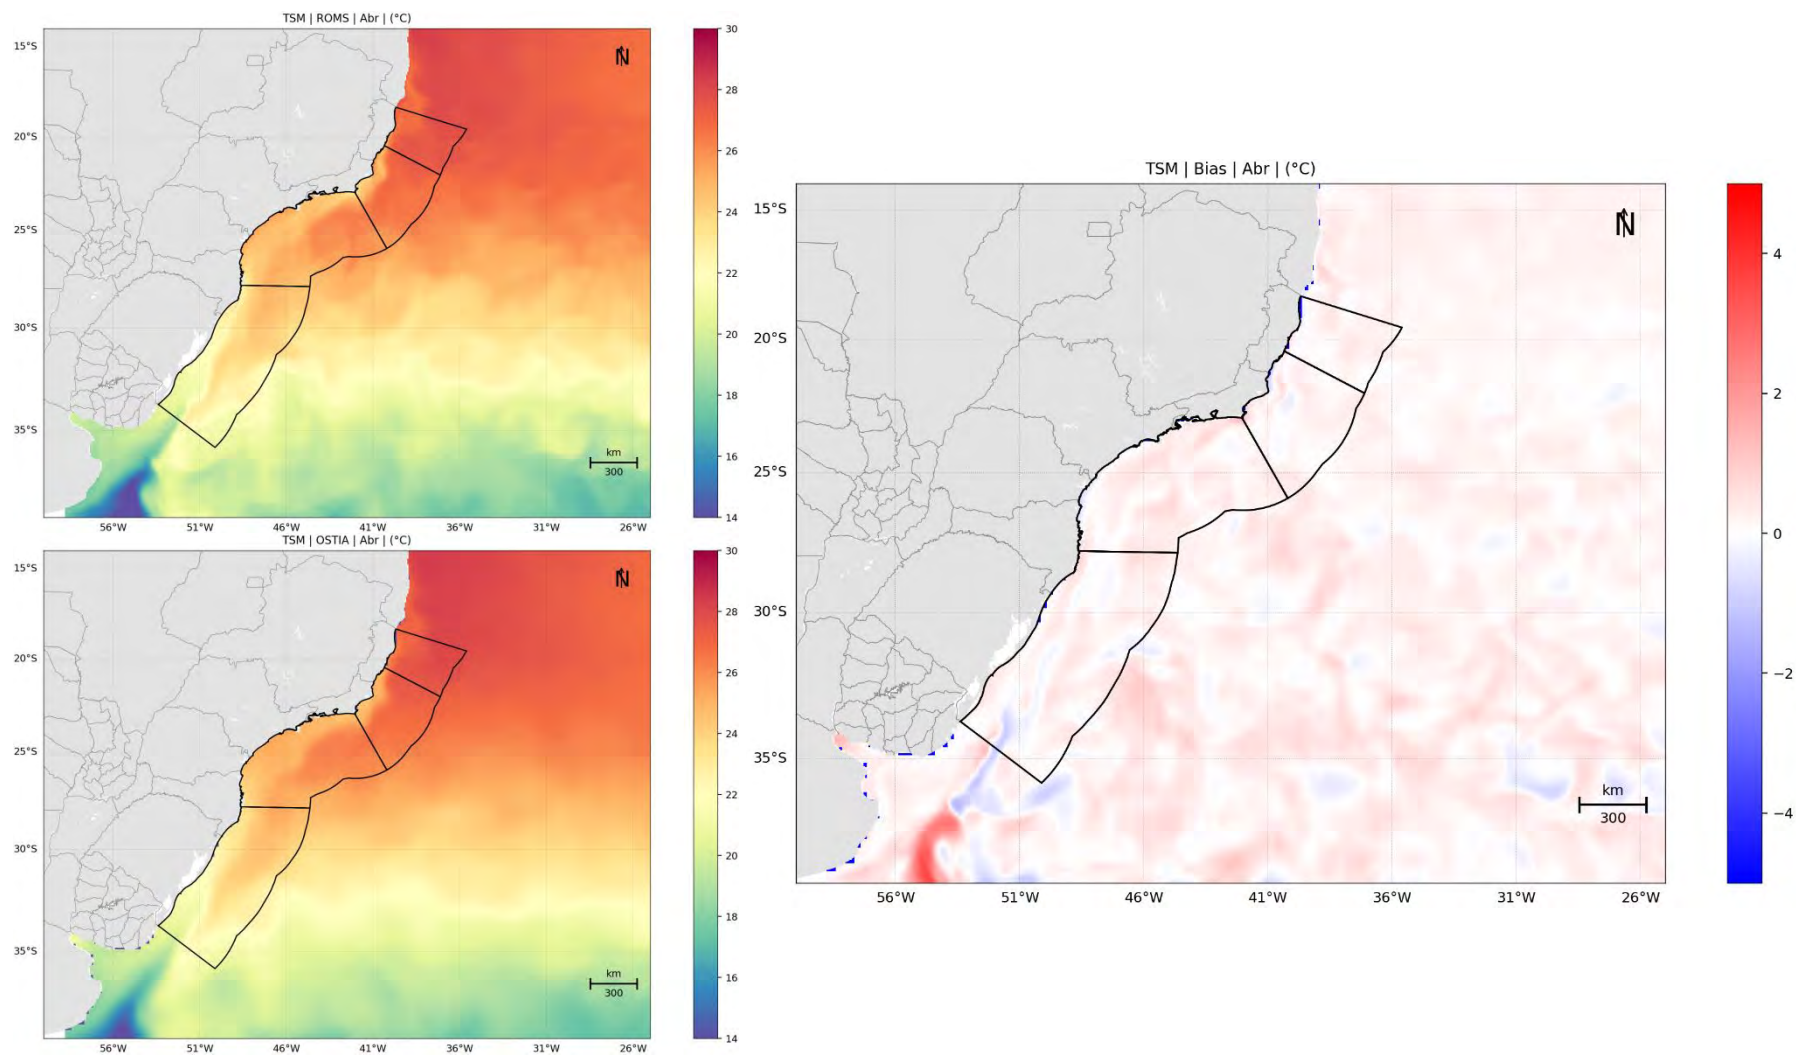 TSM | ROMS | Abr | (°C)
N
15°S
20°S
25°S
30°S
35°S
km
300
56°W 51°W 46°W 41°W 36°W 31°W 26°W
30
28
26
24
22
20
18
16
14
TSM | OSTIA | Abr | (°C)
N
15°S
20°S
25°S
30°S
35°S
km
300
56°W 51°W 46°W 41°W 36°W 31°W 26°W
30
28
26
24
22
20
18
16
14
TSM | Bias | Abr | (°C)
N
15°S
20°S
25°S
30°S
35°S
km
300
56°W 51°W 46°W 41°W 36°W 31°W 26°W
4
2
0
−2
−4